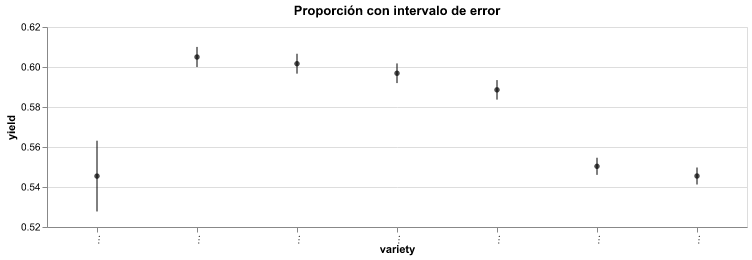 Proporción con intervalo de error
0.62
0.60
0.58
0.56
0.54
0.52
yield
... ... ... ... ... ... ...
variety